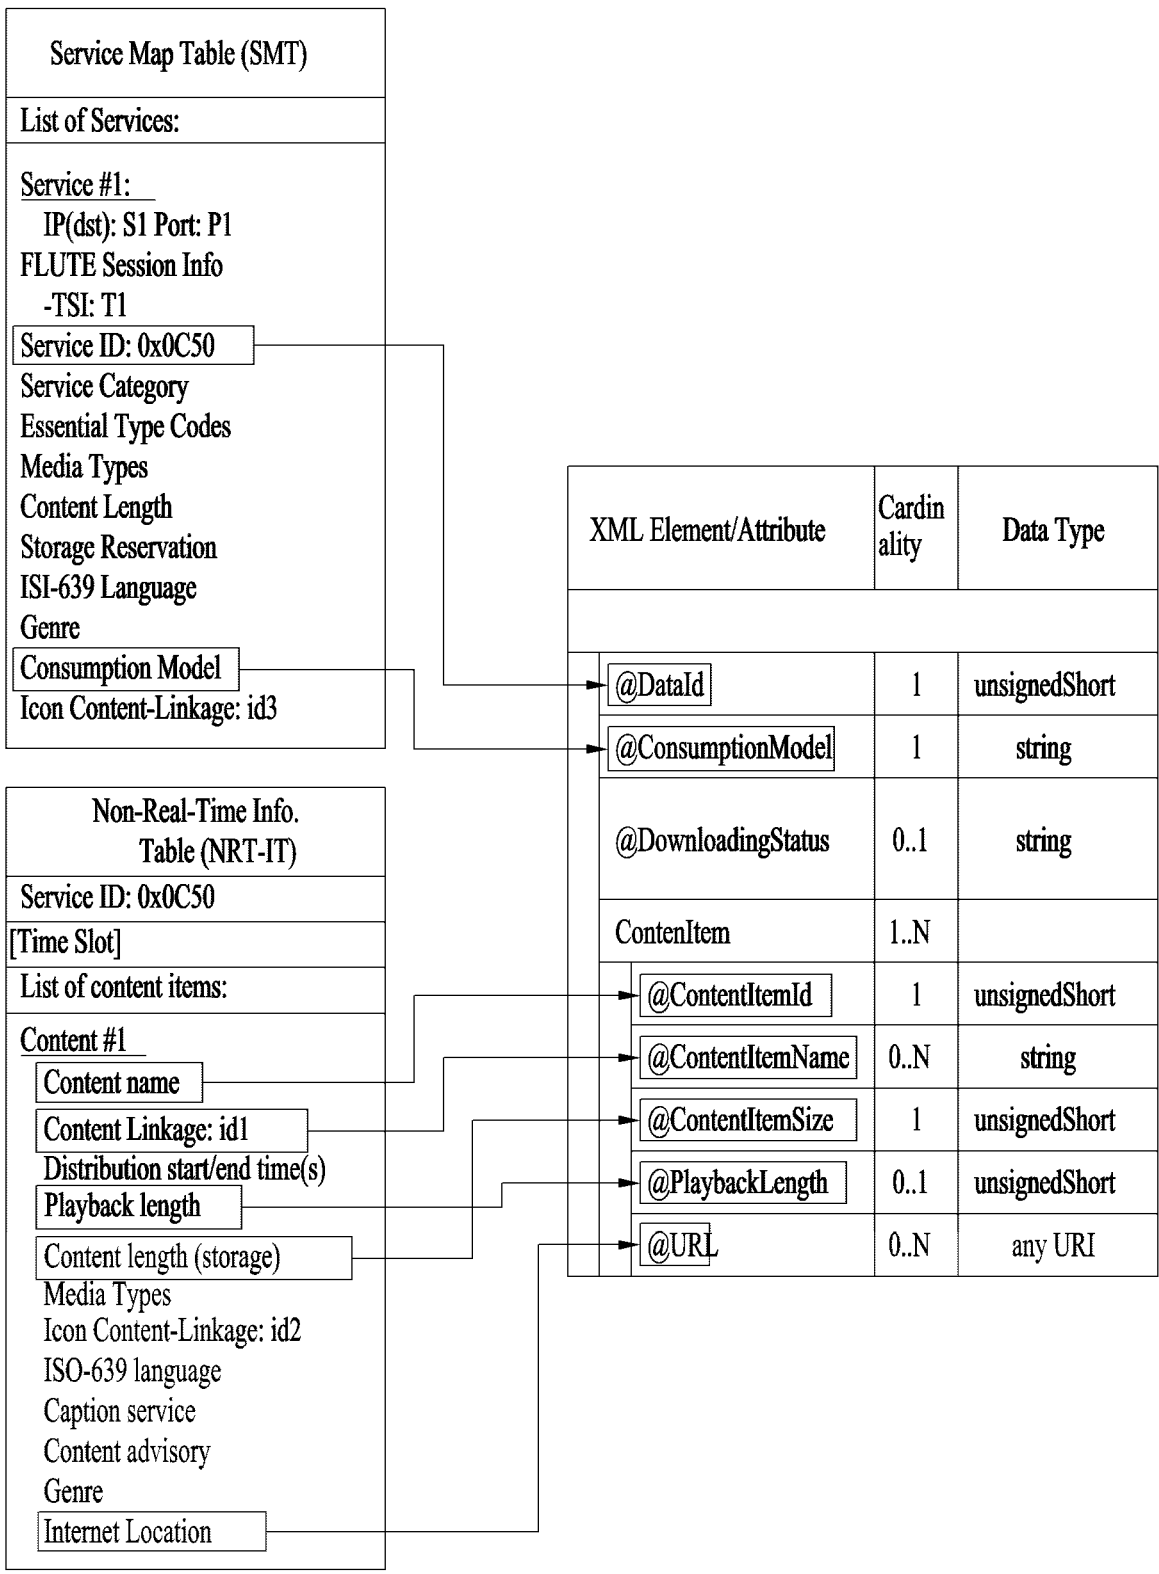 Service Map Table (SMT)
List of Services:
Service #1:
IP(dst): S1 Port: P1
FLUTE Session Info
-TSI: T1
Service ID: 0x0C50
Service Category
Essential Type Codes
Media Types
Content Length
Storage Reservation
ISI-639 Language
Genre
Consumption Model
Icon Content-Linkage: id3
Non-Real-Time Info.
Table (NRT-IT)
Service ID: 0x0C50
[Time Slot]
List of content items:
Content #1
Content name
Content Linkage: id1
Distribution start/end time(s)
Playback length
Content length (storage)
Media Types
Icon Content-Linkage: id2
ISO-639 language
Caption service
Content advisory
Genre
Internet Location
XML Element/Attribute
Cardin
ality
Data Type
@DataId 1 unsignedShort
@ConsumptionModel 1 string
@DownloadingStatus 0..1 string
ContenItem 1..N
@ContentItemId 1 unsignedShort
@ContentItemName 0..N string
@ContentItemSize 1 unsignedShort
@PlaybackLength 0..1 unsignedShort
@URL 0..N any URI